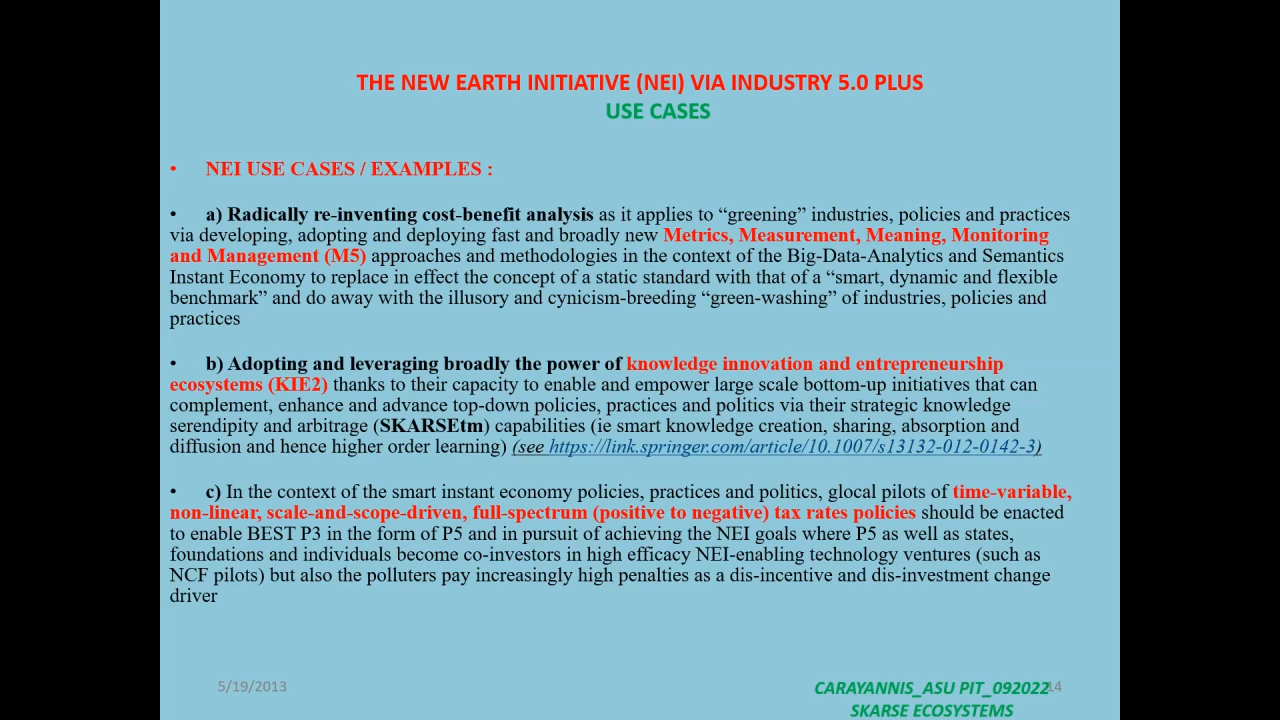 THE NEW EARTH INITIATIVE (NEI) VIA INDUSTRY 5.0 PLUS
USE CASES
• NEI USE CASES / EXAMPLES :
• a) Radically re-inventing cost-benefit analysis as it applies to “greening” industries, policies and practices
via developing, adopting and deploying fast and broadly new Metrics, Measurement, Meaning, Monitoring
and Management (M5) approaches and methodologies in the context of the Big-Data-Analytics and Semantics
Instant Economy to replace in effect the concept of a static standard with that of a “smart, dynamic and flexible
benchmark” and do away with the illusory and cynicism-breeding “green-washing” of industries, policies and
practices
• b) Adopting and leveraging broadly the power of knowledge innovation and entrepreneurship
ecosystems (KIE2) thanks to their capacity to enable and empower large scale bottom-up initiatives that can
complement, enhance and advance top-down policies, practices and politics via their strategic knowledge
serendipity and arbitrage (SKARSEtm) capabilities (ie smart knowledge creation, sharing, absorption and
diffusion and hence higher order learning) (see https://link.springer.com/article/10.1007/s13132-012-0142-3)
• c) In the context of the smart instant economy policies, practices and politics, glocal pilots of time-variable,
non-linear, scale-and-scope-driven, full-spectrum (positive to negative) tax rates policies should be enacted
to enable BEST P3 in the form of P5 and in pursuit of achieving the NEI goals where P5 as well as states,
foundations and individuals become co-investors in high efficacy NEI-enabling technology ventures (such as
NCF pilots) but also the polluters pay increasingly high penalties as a dis-incentive and dis-investment change
driver
5/19/2013
CARAYANNIS_ASU PIT_092022
14
SKARSE ECOSYSTEMS